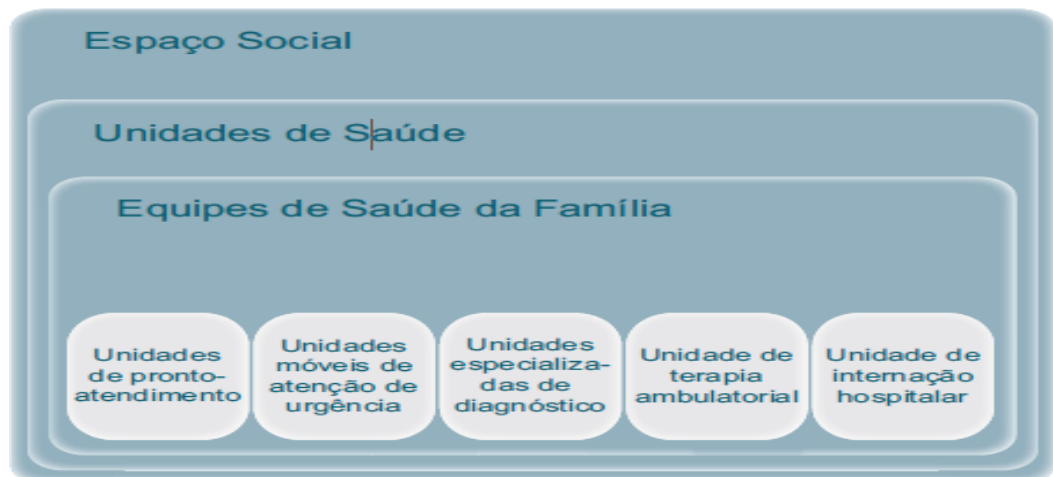 Espaço Social
Unidades de Saúde
Equipes de Saúde da Família
Unidades
de pronto-
atendimento
Unidades
móveis de
atenção de
urgência
Unidades
especializa-
das de
diagnóstico
Unidade de
terapia
ambulatorial
Unidade de
internação
hospitalar